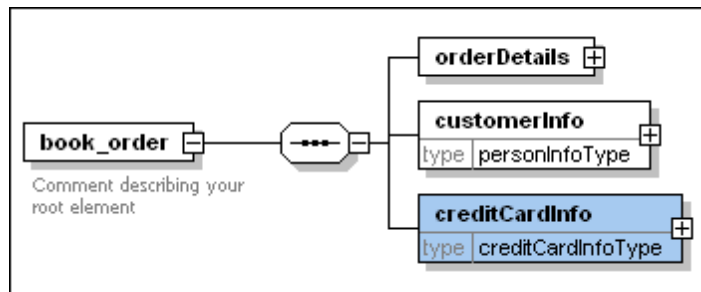 book_order
Comment describing your
root element
orderDetails
customerInfo
type personInfoType
creditCardInfo
type creditCardInfoType